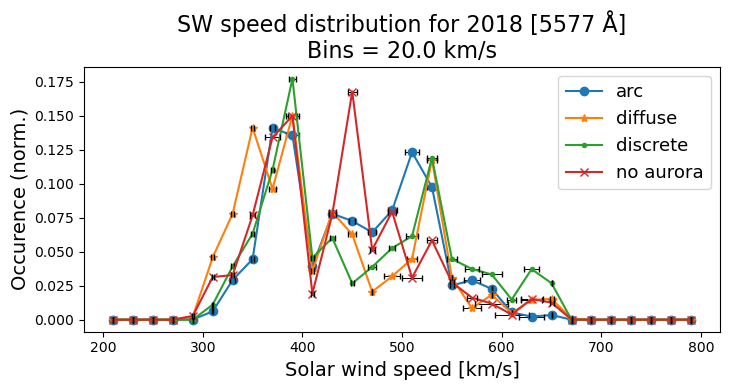 SW speed distribution for 2018 [5577 Å]
Bins = 20.0 km/s
Occurence (norm.)
0.175
0.150
0.125
0.100
0.075
0.050
0.025
0.000
arc
diffuse
discrete
no aurora
200
300
400
500
600
700
800
Solar wind speed [km/s]